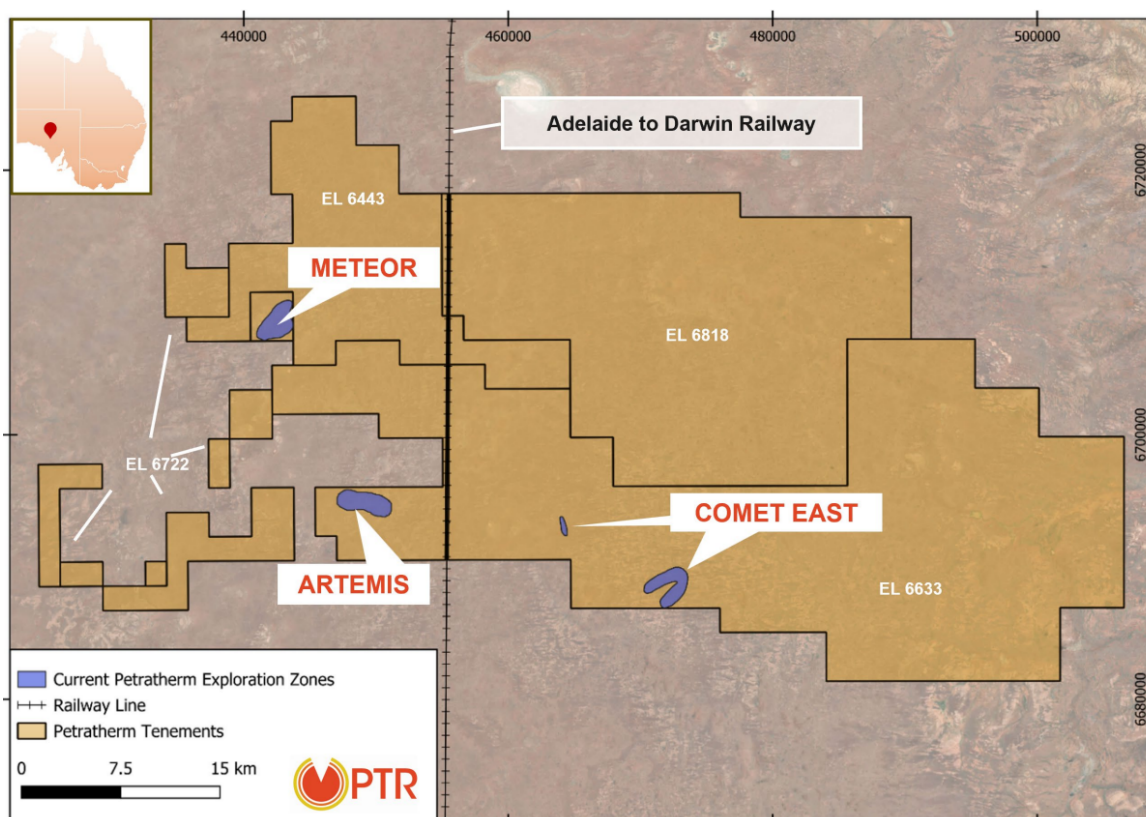 440000
460000
480000
500000
Adelaide to Darwin Railway
6720000
EL 6443
METEOR
EL 6818
6700000
EL 6722
COMET EAST
ARTEMIS
EL 6633
Current Petratherm Exploration Zones
Railway Line
Petratherm Tenements
6680000
0 7.5 15 km
PTR